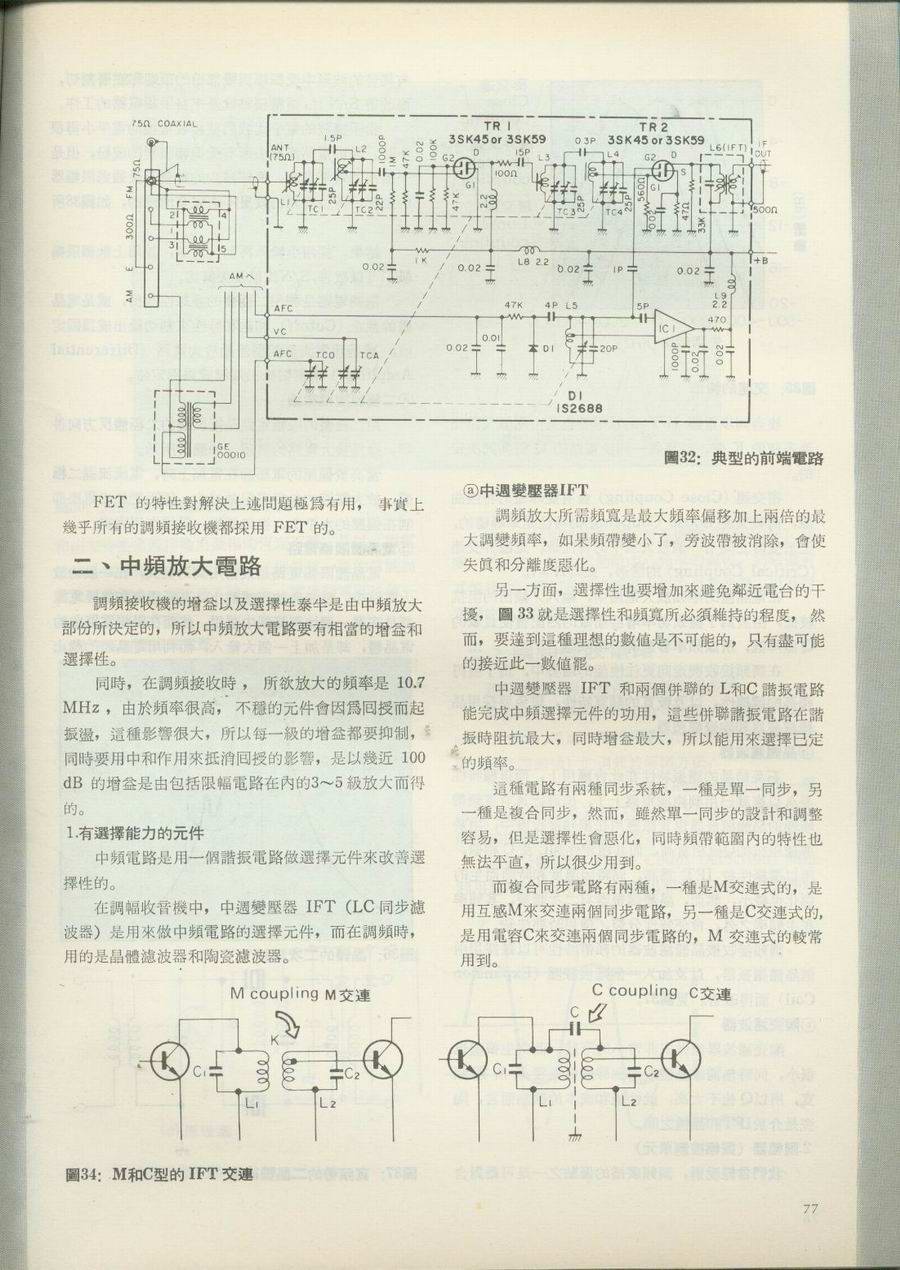 75Ω COAXIAL
75Ω
FM
300Ω
E
AM
2
4
3
5
AMへ
GE
00010
ANT
(75Ω)
L1
TC1
25P
1.5P
L2
TC2
22P
1000P
1M
47K
0.02
100K
47K
TR 1
3SK45 or 3SK59
G2
D
G1
2.2
100Ω
15P
L3
TC3
25P
0.3P
L4
TC4
25P
TR 2
3SK45 or 3SK59
G2
D
S
G1
560Ω
0.02
47Ω
33K
L6(IFT)
IF
OUT
500Ω
+B
0.02
1K
0.02
L8 2.2
0.02
1P
0.02
L9
2.2
AFC
VC
AFC
TCO
TCA
0.02
0.01
47K
4P
L5
D1
20P
5P
IC1
470
1000P
0.02
0.02
D1
1S2688
圖32：典型的前端電路
FET 的特性對解決上述問題極爲有用，事實上
幾乎所有的調頻接收機都採用 FET 的。
二、中頻放大電路
調頻接收機的增益以及選擇性泰半是由中頻放大
部份所決定的，所以中頻放大電路要有相當的增益和
選擇性。
同時，在調頻接收時，所欲放大的頻率是 10.7
MHz，由於頻率很高，不穩的元件會因爲回授而起
振盪，這種影響很大，所以每一級的增益都要抑制，
同時要用中和作用來抵消回授的影響，是以幾近 100
dB 的增益是由包括限幅電路在內的3～5 級放大而得
的。
1.有選擇能力的元件
中頻電路是用一個諧振電路做選擇元件來改善選
擇性的。
在調幅收音機中，中週變壓器 IFT (LC 同步濾
波器）是用來做中頻電路的選擇元件，而在調頻時，
用的是晶體濾波器和陶瓷濾波器。
ⓐ中週變壓器IFT
調頻放大所需頻寬是最大頻率偏移加上兩倍的最
大調變頻率，如果頻帶變小了，旁波帶被消除，會使
失眞和分離度惡化。
另一方面，選擇性也要增加來避免鄰近電台的干
擾，圖 33 就是選擇性和頻寬所必須維持的程度，然
而，要達到這種理想的數値是不可能的，只有盡可能
的接近此一數値罷。
中週變壓器 IFT 和兩個併聯的 L和C 諧振電路
能完成中頻選擇元件的功用，這些併聯諧振電路在諧
振時阻抗最大，同時增益最大，所以能用來選擇已定
的頻率。
這種電路有兩種同步系統，一種是單一同步，另
一種是複合同步，然而，雖然單一同步的設計和調整
容易，但是選擇性會惡化，同時頻帶範圍內的特性也
無法平直，所以很少用到。
而複合同步電路有兩種，一種是M交連式的，是
用互感M來交連兩個同步電路，另一種是C交連式的，
是用電容C來交連兩個同步電路的，M 交連式的較常
用到。
M coupling M交連
K
C1
L1
L2
C2
C coupling C交連
C
C1
L1
L2
C2
圖34：M和C型的 IFT 交連
77